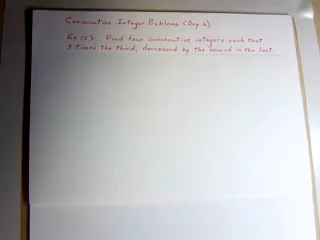 Consecutive Integer Problems (Day 2)
Ex (5): Find four consecutive integers such that
3 times the third, decreased by the second is the last.